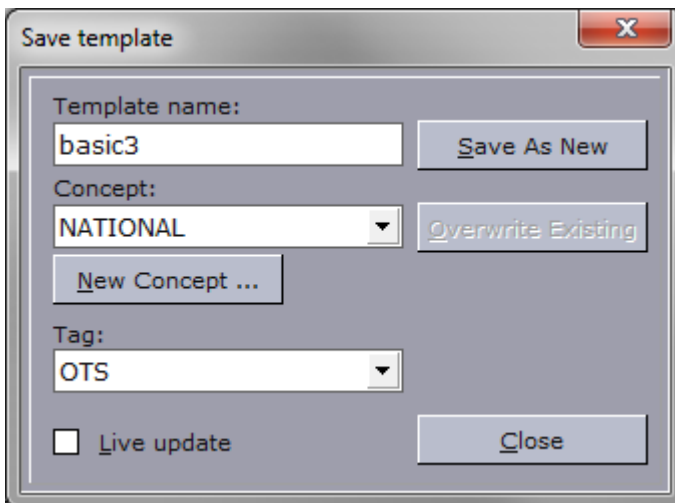 Save template
Template name:
basic3
Save As New
Concept:
NATIONAL
Overwrite Existing
New Concept ...
Tag:
OTS
Live update
Close